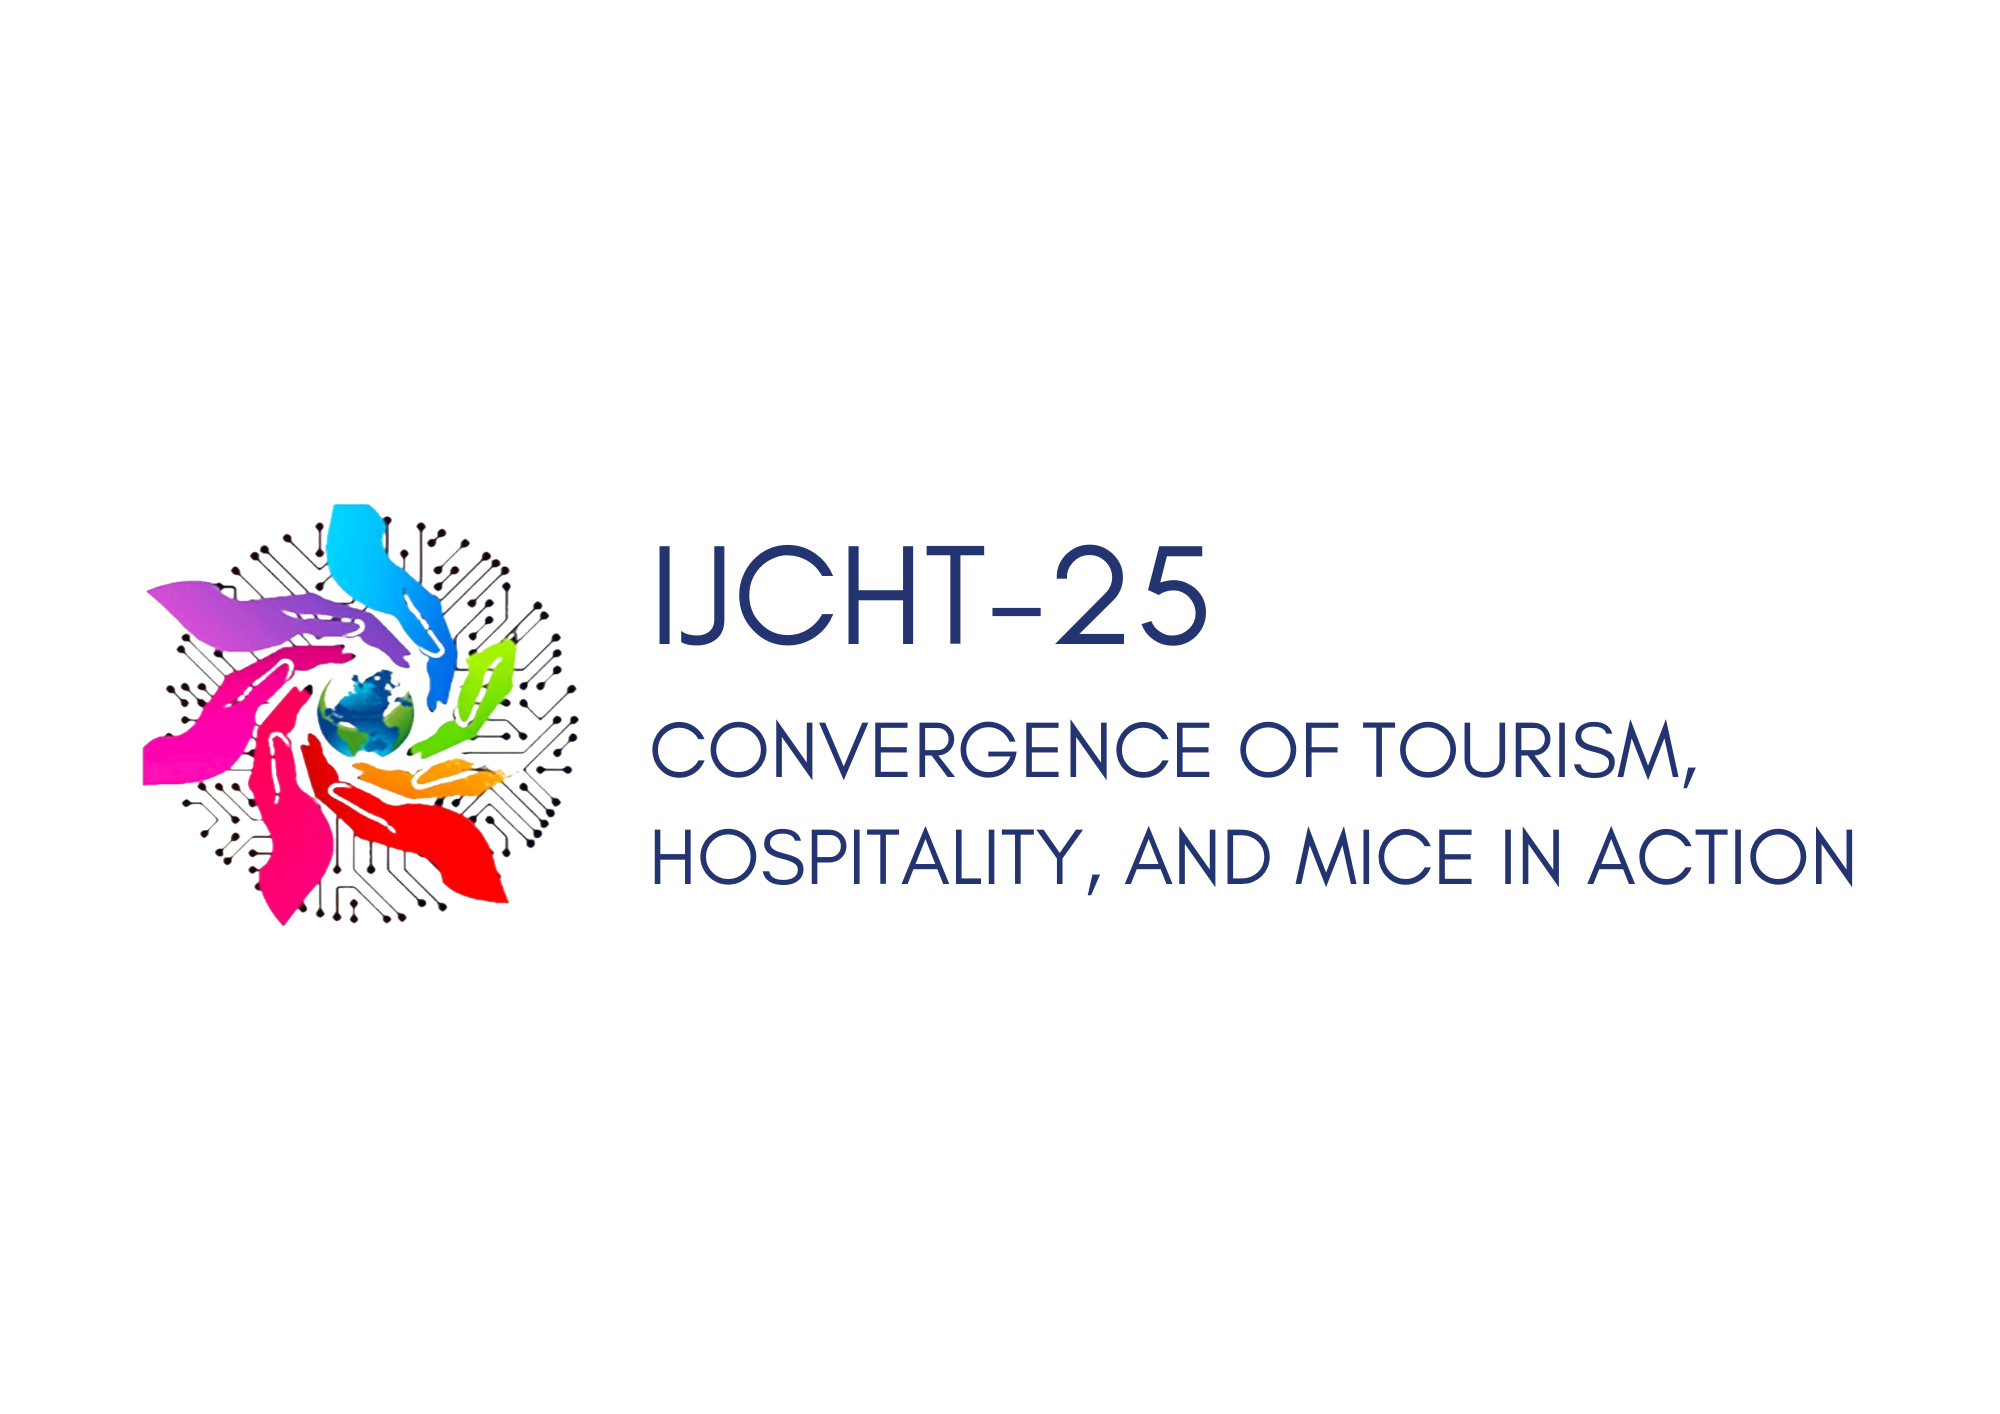 IJCHT-25
CONVERGENCE OF TOURISM,
HOSPITALITY, AND MICE IN ACTION